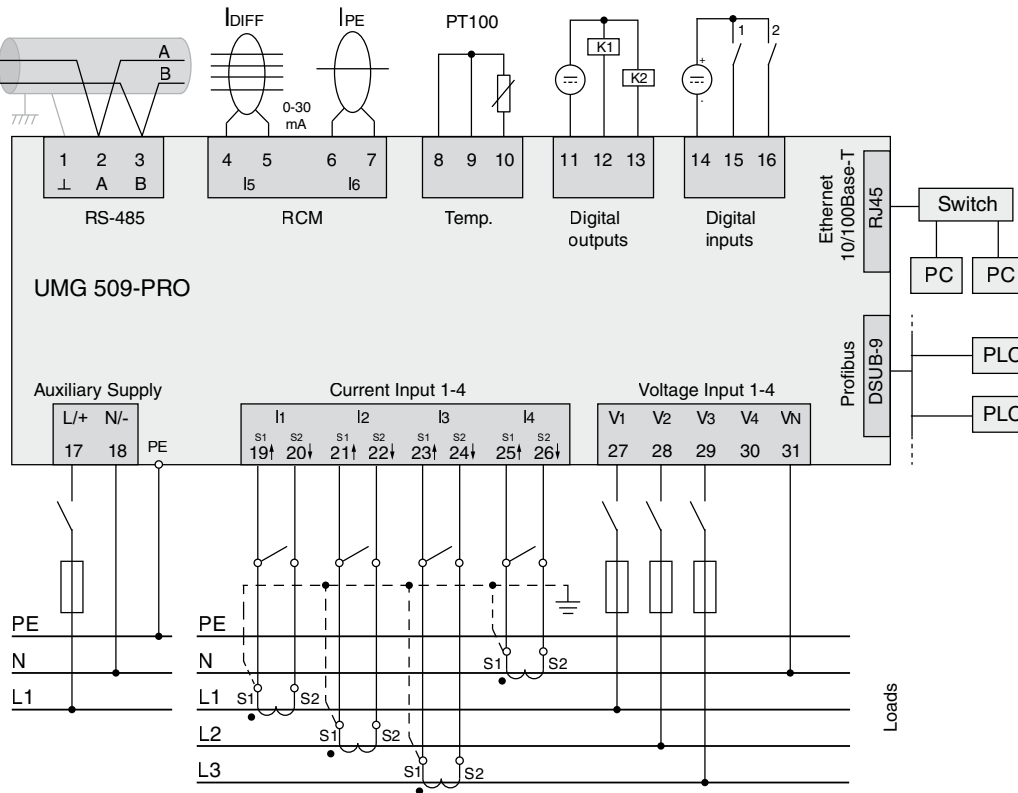 IDIFF IPE PT100
A
B
0-30
mA
K1
K2
+
-
1 2
1 2 3
⊥ A B
RS-485
4 5 6 7
I5 I6
RCM
8 9 10
Temp.
11 12 13
Digital
outputs
14 15 16
Digital
inputs
Ethernet
10/100Base-T
RJ45
Switch
PC PC
UMG 509-PRO
Profibus
DSUB-9
PLC
PLC
Auxiliary Supply
L/+ N/-
17 18
PE
Current Input 1-4
I1 I2 I3 I4
S1 S2 S1 S2 S1 S2 S1 S2
19 20 21 22 23 24 25 26
Voltage Input 1-4
V1 V2 V3 V4 VN
27 28 29 30 31
PE PE
N N
S1 S2
L1 L1
S1 S2
L2
S1 S2
L3
S1 S2
Loads